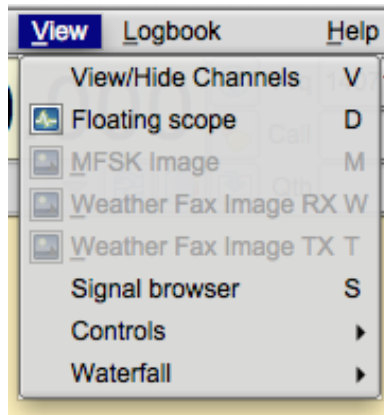 View Logbook Help
View/Hide Channels V
Floating scope D
MFSK Image M
Weather Fax Image RX W
Weather Fax Image TX T
Signal browser S
Controls
Waterfall